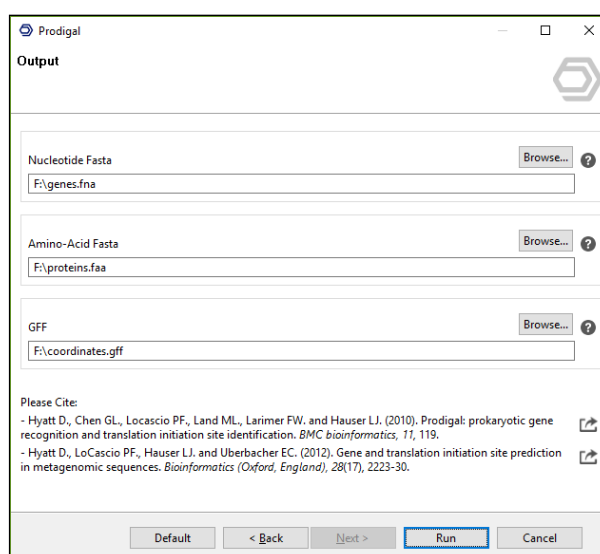 Prodigal
Output
Nucleotide Fasta
Browse...
F:\genes.fna
Amino-Acid Fasta
Browse...
F:\proteins.faa
GFF
Browse...
F:\coordinates.gff
Please Cite:
- Hyatt D., Chen GL., Locascio PF., Land ML., Larimer FW. and Hauser LJ. (2010). Prodigal: prokaryotic gene
recognition and translation initiation site identification. BMC bioinformatics, 11, 119.
- Hyatt D., LoCascio PF., Hauser LJ. and Uberbacher EC. (2012). Gene and translation initiation site prediction
in metagenomic sequences. Bioinformatics (Oxford, England), 28(17), 2223-30.
Default < Back Next > Run Cancel